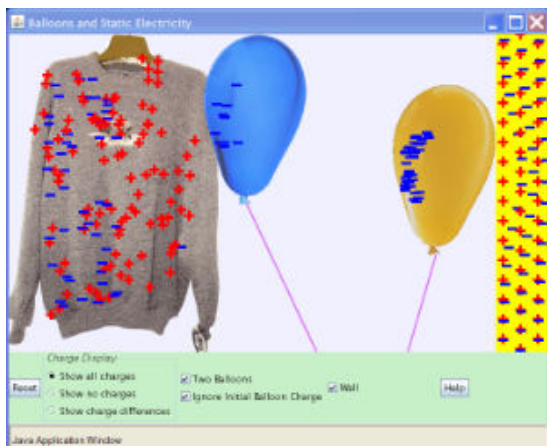 Balloons and Static Electricity
Charge Display
Reset
Show all charges
Show no charges
Show charge differences
Two Balloons
Ignore Initial Balloon Charge
Wall
Help
Java Application Window